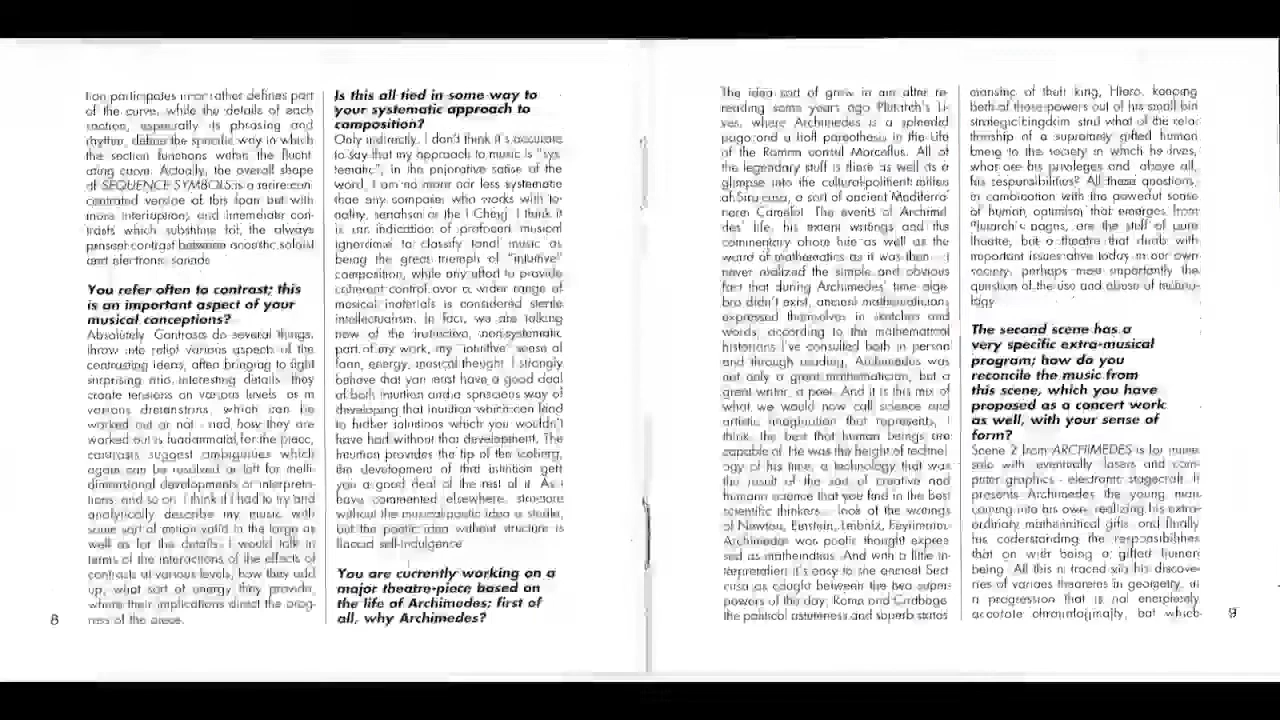 tion participates in or rather defines part
of the curve, while the details of each
section, especially its phrasing and
rhythm, define the specific way in which
the section functions within the fluctu-
ating curve. Actually, the overall shape
of SEQUENCE SYMBOLS is a more con-
centrated version of this span but with
more interruptions and immediate con-
trasts which substitute for the always
present contrast between acoustic soloist
and electronic sounds
You refer often to contrast; this
is an important aspect of your
musical conceptions?
Absolutely. Contrasts do several things,
throw into relief various aspects of the
contrasting ideas, often bringing to light
surprising and interesting details they
create tensions on various levels or in
various dimensions, which can be
worked out or not - and how they are
worked out is fundamental for the piece,
contrasts suggest ambiguities which
again can be resolved or left for multi-
dimensional developments or interpreta-
tions and so on. I think if I had to try and
analytically describe my music with
some sort of notion valid in the large as
well as for the details I would talk in
terms of the interactions of the effects of
contrasts at various levels, how they add
up, what sort of energy they provide,
where their implications direct the prog-
ress of the piece.
8
Is this all tied in some way to
your systematic approach to
composition?
Only indirectly. I don't think it's accurate
to say that my approach to music is "sys-
tematic", in the pejorative sense of the
word. I am no more nor less systematic
than any composer who works with to-
nality, serialism or the I Ching. I think it
is an indication of profound musical
ignorance to classify tonal music as
being the great triumph of "intuitive"
composition, while any effort to provide
coherent control over a wider range of
musical materials is considered sterile
intellectualism. In fact, we are talking
now of the instinctive, non-systematic
part of my work, my "intuitive" sense of
form, energy, musical thought. I strongly
believe that you must have a good deal
of both intuition and a conscious way of
developing that intuition which can lead
to further solutions which you wouldn't
have had without that development. The
intuition provides the tip of the iceberg,
the development of that intuition gets
you a good deal of the rest of it. As I
have commented elsewhere, structure
without the musical-poetic idea is sterile,
but the poetic idea without structure is
flaccid self-indulgence
You are currently working on a
major theatre-piece based on
the life of Archimedes; first of
all, why Archimedes?
The idea sort of grew in me after re-
reading some years ago Plutarch's Li-
ves, where Archimedes is a splendid
page and a half parenthesis in the Life
of the Roman consul Marcellus. All of
the legendary stuff is there as well as a
glimpse into the cultural-political milieu
of Siracusa, a sort of ancient Mediterra-
nean Camelot. The events of Archime-
des' life, his extant writings and the
commentary about him as well as the
world of mathematics as it was then - I
never realized the simple and obvious
fact that during Archimedes' time alge-
bra didn't exist, ancient mathematicians
expressed themselves in sketches and
words, according to the mathematical
historians I've consulted both in person
and through reading, Archimedes was
not only a great mathematician, but a
great writer, a poet. And it is this mix of
what we would now call science and
artistic imagination that represents, I
think, the best that human beings are
capable of. He was the height of technol-
ogy of his time, a technology that was
the result of the sort of creative and
humane science that you find in the best
scientific thinkers - look at the writings
of Newton, Einstein, Leibniz, Feynman.
Archimedes was poetic thought expres-
sed as mathematics. And with a little in-
terpretation it's easy to see ancient Sira-
cusa as caught between the two super-
powers of the day, Rome and Carthage
the political astuteness and superb states-
manship of their king, Hiero, keeping
both of those powers out of his small but
strategic kingdom. And what of the rela-
tionship of a supremely gifted human
being to the society in which he lives,
what are his privileges and above all,
his responsibilities? All these questions,
in combination with the powerful sense
of human optimism that emerges from
Plutarch's pages, are the stuff of pure
theatre, but a theatre that deals with
important issues alive today in our own
society, perhaps most importantly the
question of the use and abuse of technol-
logy.
The second scene has a
very specific extra-musical
program; how do you
reconcile the music from
this scene, which you have
proposed as a concert work
as well, with your sense of
form?
Scene 2 from ARCHIMEDES is for mime
solo with eventually lasers and com-
puter graphics - electronic stagecraft. It
presents Archimedes the young man
coming into his own, realizing his extra-
ordinary mathematical gifts and finally
his understanding the responsibilities
that go with being a gifted human
being. All this is traced via his discove-
ries of various theorems in geometry, in
a progression that is not completely
accurate chronologically, but which
9